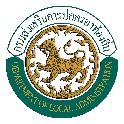 กรมส่งเสริมการปกครองท้องถิ่น
DEPARTMENT OF LOCAL ADMINISTRATION